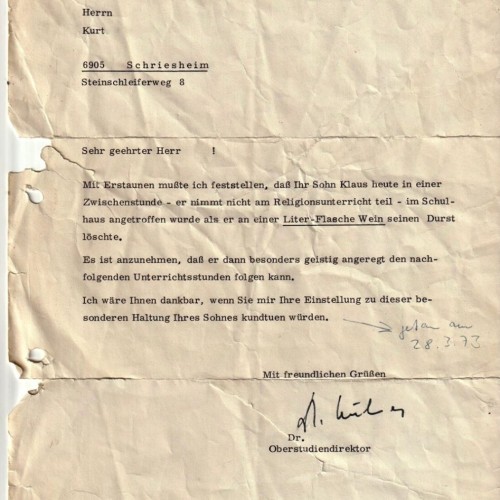 Herrn
Kurt
6905 Schriesheim
Steinschleiferweg 8
Sehr geehrter Herr !
Mit Erstaunen mußte ich feststellen, daß Ihr Sohn Klaus heute in einer
Zwischenstunde - er nimmt nicht am Religionsunterricht teil - im Schul-
haus angetroffen wurde als er an einer Liter-Flasche Wein seinen Durst
löschte.
Es ist anzunehmen, daß er dann besonders geistig angeregt den nach-
folgenden Unterrichtsstunden folgen kann.
Ich wäre Ihnen dankbar, wenn Sie mir Ihre Einstellung zu dieser be-
sonderen Haltung Ihres Sohnes kundtuen würden.
getan am
28.3.73
Mit freundlichen Grüßen
Dr.
Oberstudiendirektor